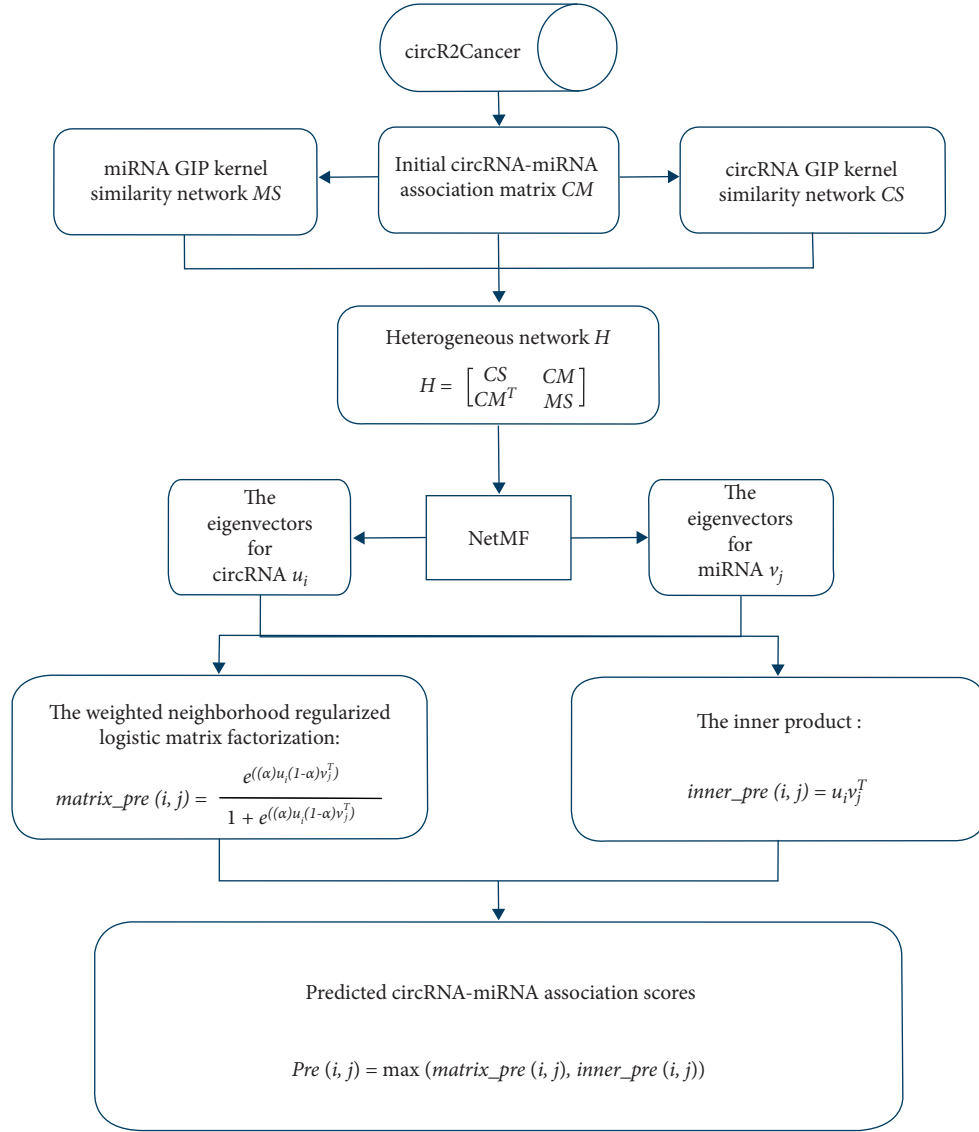 circR2Cancer
miRNA GIP kernel
similarity network MS
Initial circRNA-miRNA
association matrix CM
circRNA GIP kernel
similarity network CS
Heterogeneous network H
H = [CS CM
CM^T MS]
The
eigenvectors
for
circRNA u_i
NetMF
The
eigenvectors
for
miRNA v_j
The weighted neighborhood regularized
logistic matrix factorization:
matrix_pre (i, j) = e^((α)u_i(1-α)v_j^T)
1 + e^((α)u_i(1-α)v_j^T)
The inner product :
inner_pre (i, j) = u_i v_j^T
Predicted circRNA-miRNA association scores
Pre (i, j) = max (matrix_pre (i, j), inner_pre (i, j))